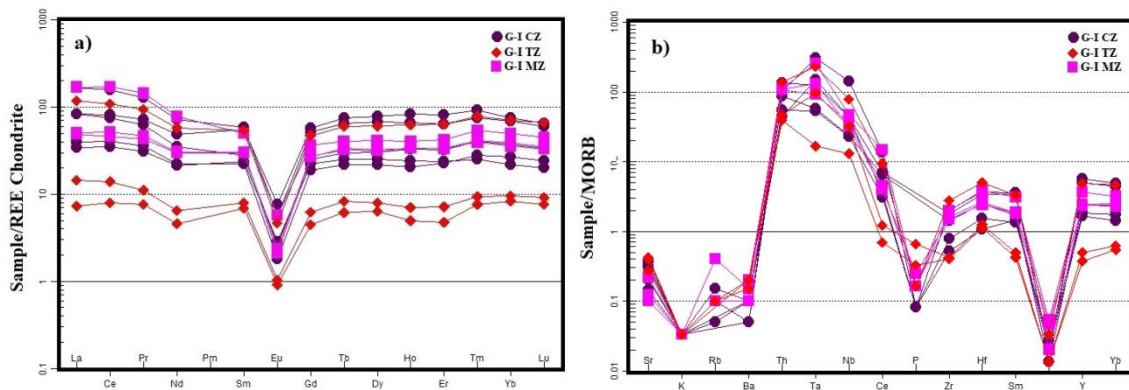 a)
G-I CZ
G-I TZ
G-I MZ
Sample/REE Chondrite
1000
100
10
1
0.1
La Pr Pm Eu Tb Ho Tm Lu
Ce Nd Sm Gd Dy Er Yb
b)
G-I CZ
G-I TZ
G-I MZ
Sample/MORB
1000
100
10
1
0.1
0.01
Sr Rb Th Nb P Hf Yb
K Ba Ta Ce Zr Sm Y